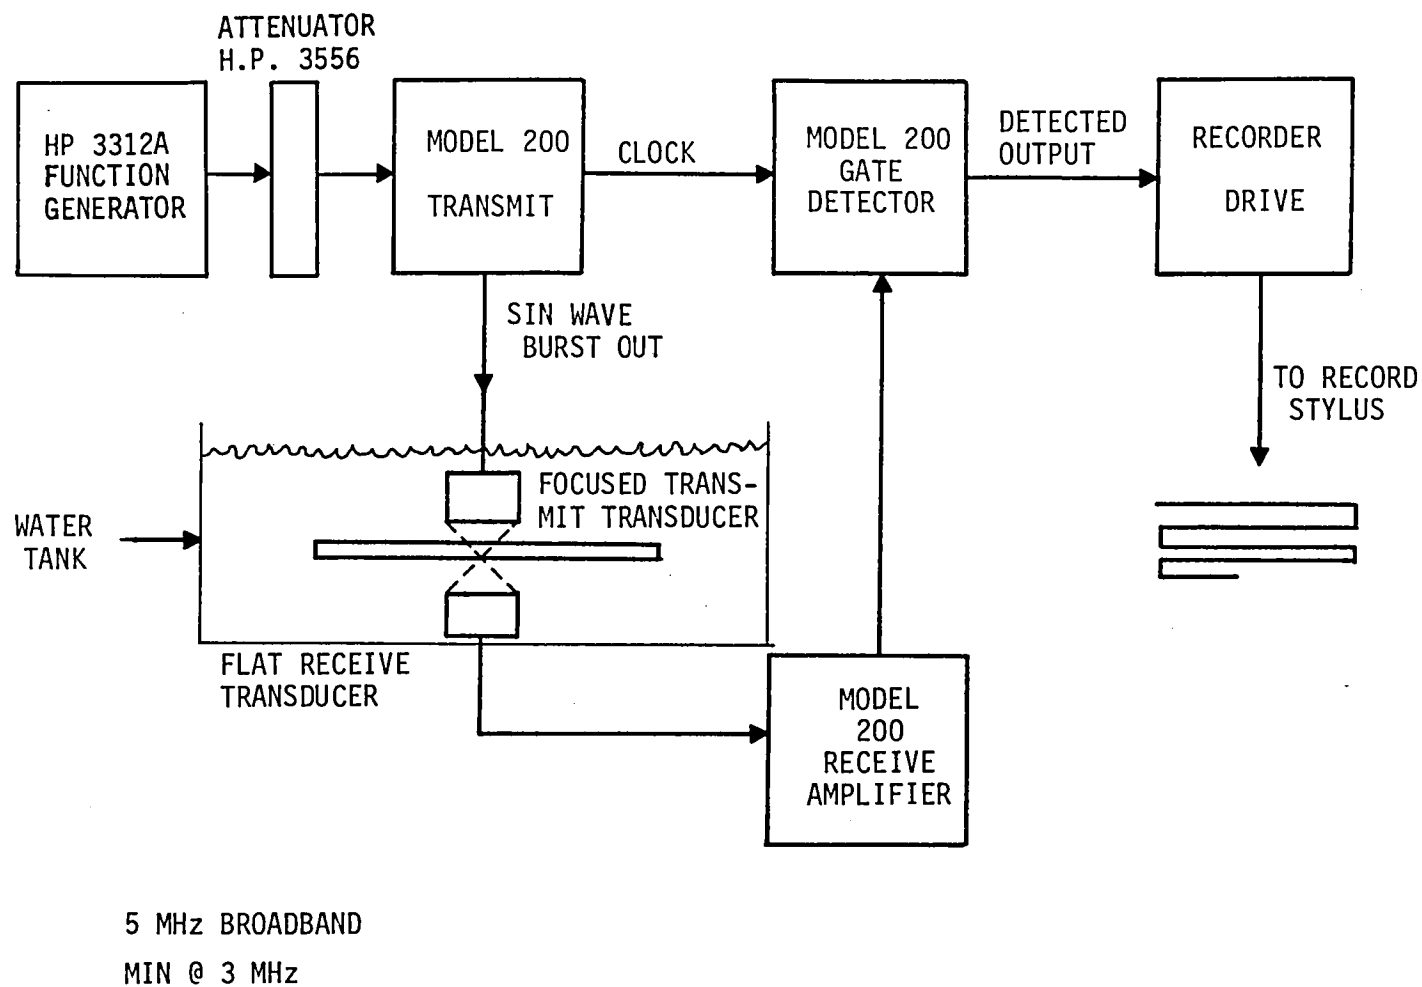 ATTENUATOR
H.P. 3556
HP 3312A
FUNCTION
GENERATOR
MODEL 200
TRANSMIT
CLOCK
MODEL 200
GATE
DETECTOR
DETECTED
OUTPUT
RECORDER
DRIVE
SIN WAVE
BURST OUT
TO RECORD
STYLUS
FOCUSED TRANS-
MIT TRANSDUCER
WATER
TANK
FLAT RECEIVE
TRANSDUCER
MODEL
200
RECEIVE
AMPLIFIER
5 MHz BROADBAND
MIN @ 3 MHz